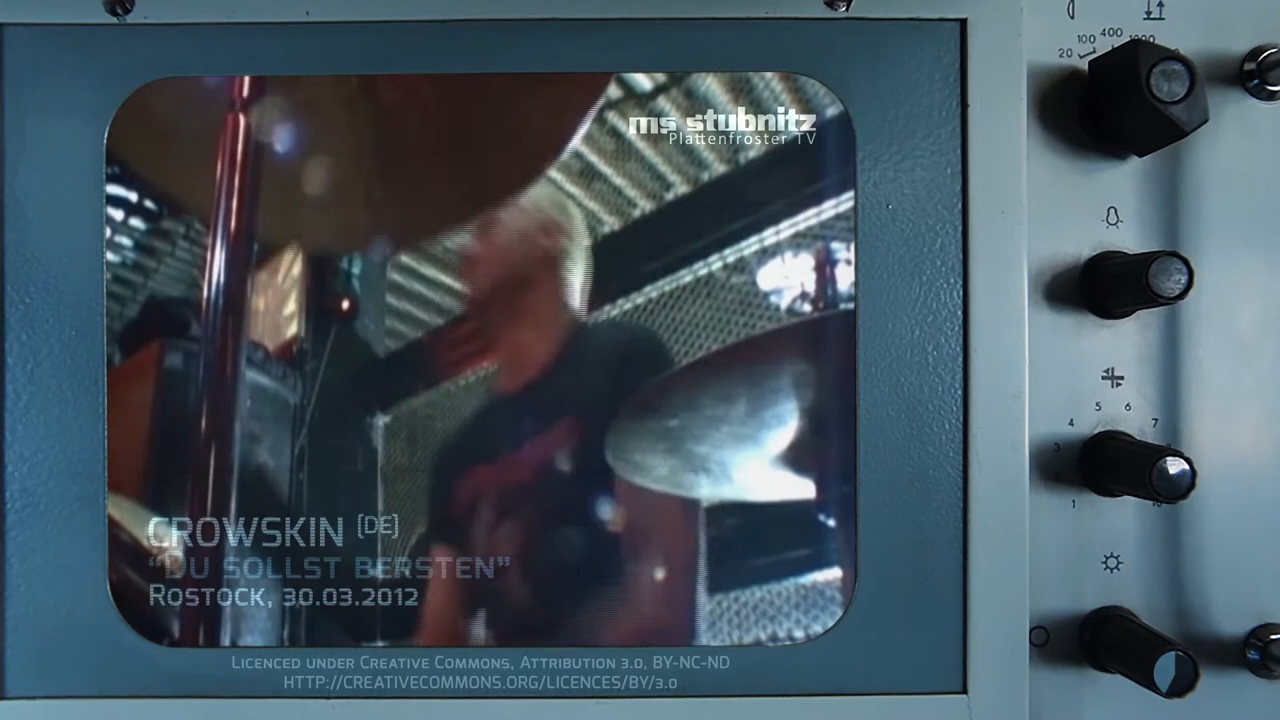 20 100 400 1000
ms stubnitz
Plattenfroster TV
5 6
4 7
3
1 10
CROWSKIN [DE]
“DU SOLLST BERSTEN”
ROSTOCK, 30.03.2012
LICENCED UNDER CREATIVE COMMONS, ATTRIBUTION 3.0, BY-NC-ND
HTTP://CREATIVECOMMONS.ORG/LICENCES/BY/3.0